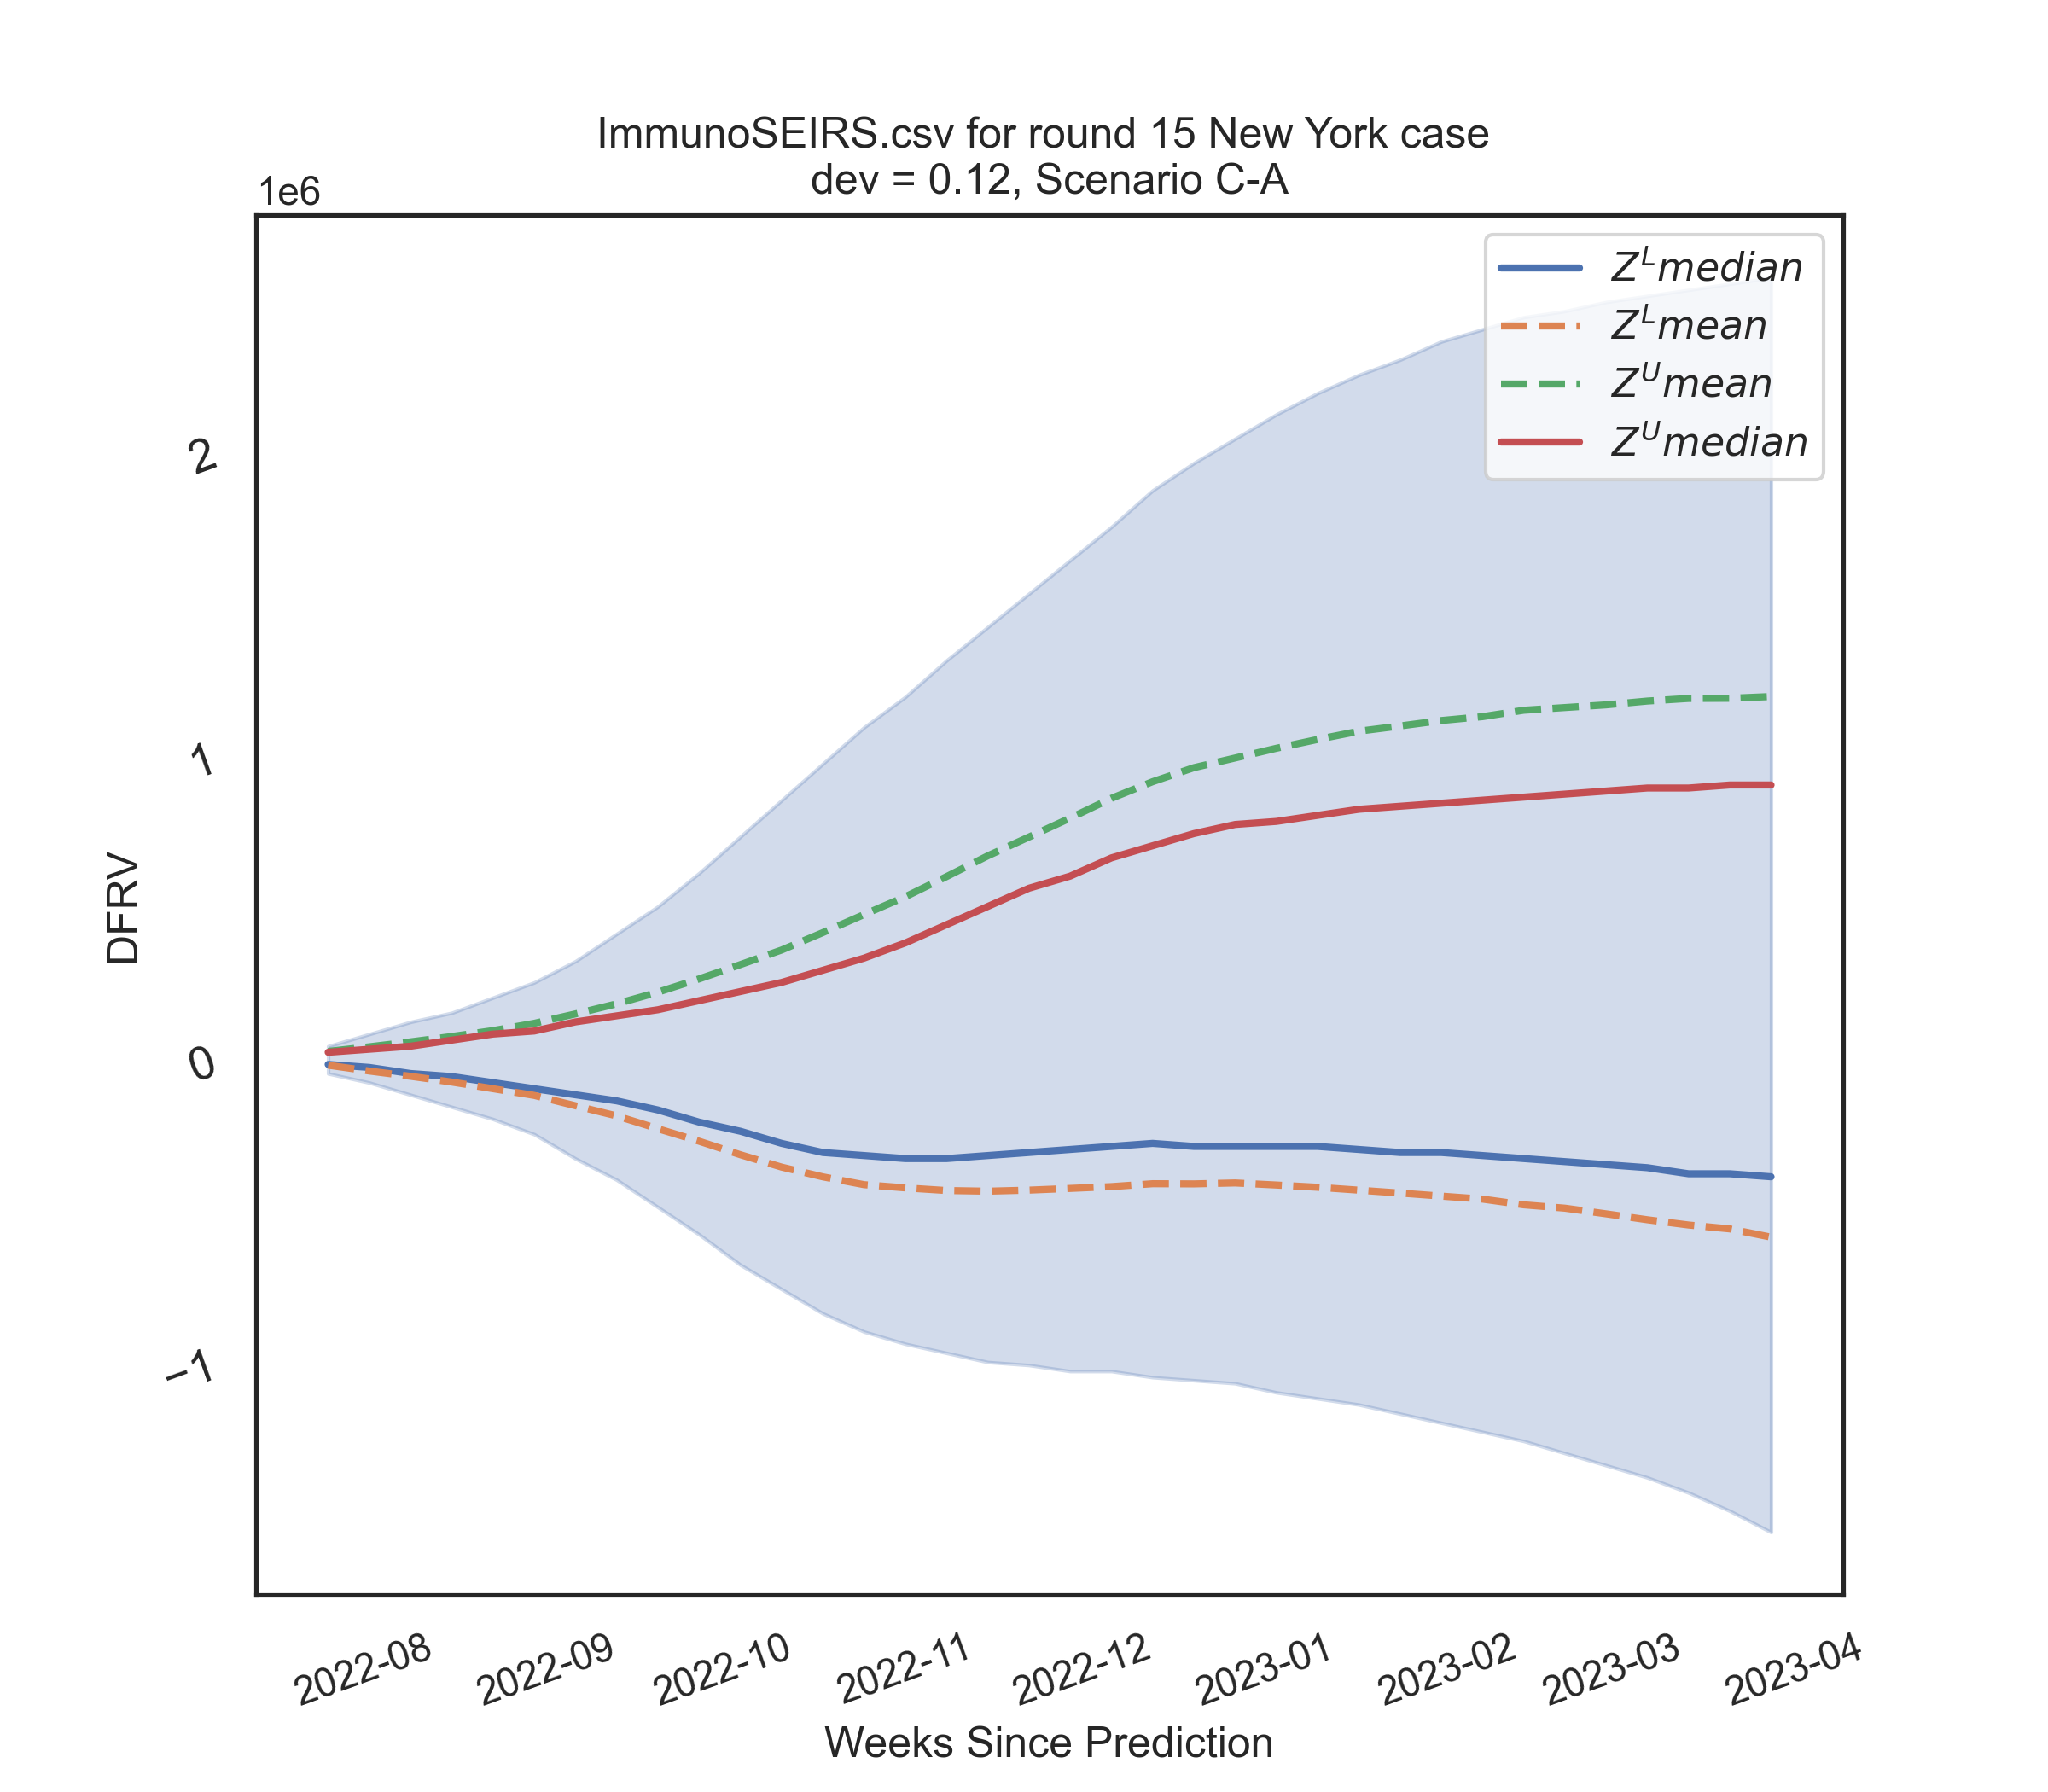 ImmunoSEIRS.csv for round 15 New York case
dev = 0.12, Scenario C-A
1e6
Z^L median
Z^L mean
Z^U mean
Z^U median
2
1
0
−1
DFRV
2022-08
2022-09
2022-10
2022-11
2022-12
2023-01
2023-02
2023-03
2023-04
Weeks Since Prediction